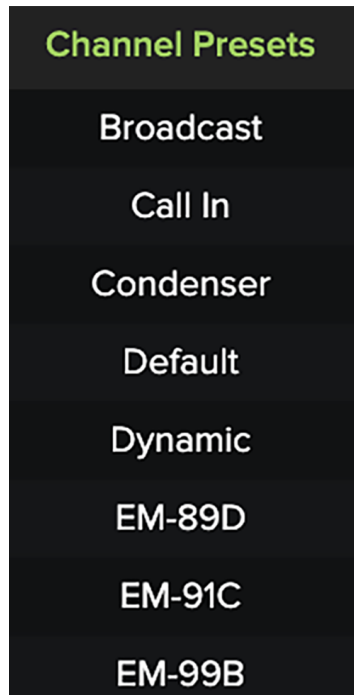 Channel Presets
Broadcast
Call In
Condenser
Default
Dynamic
EM-89D
EM-91C
EM-99B